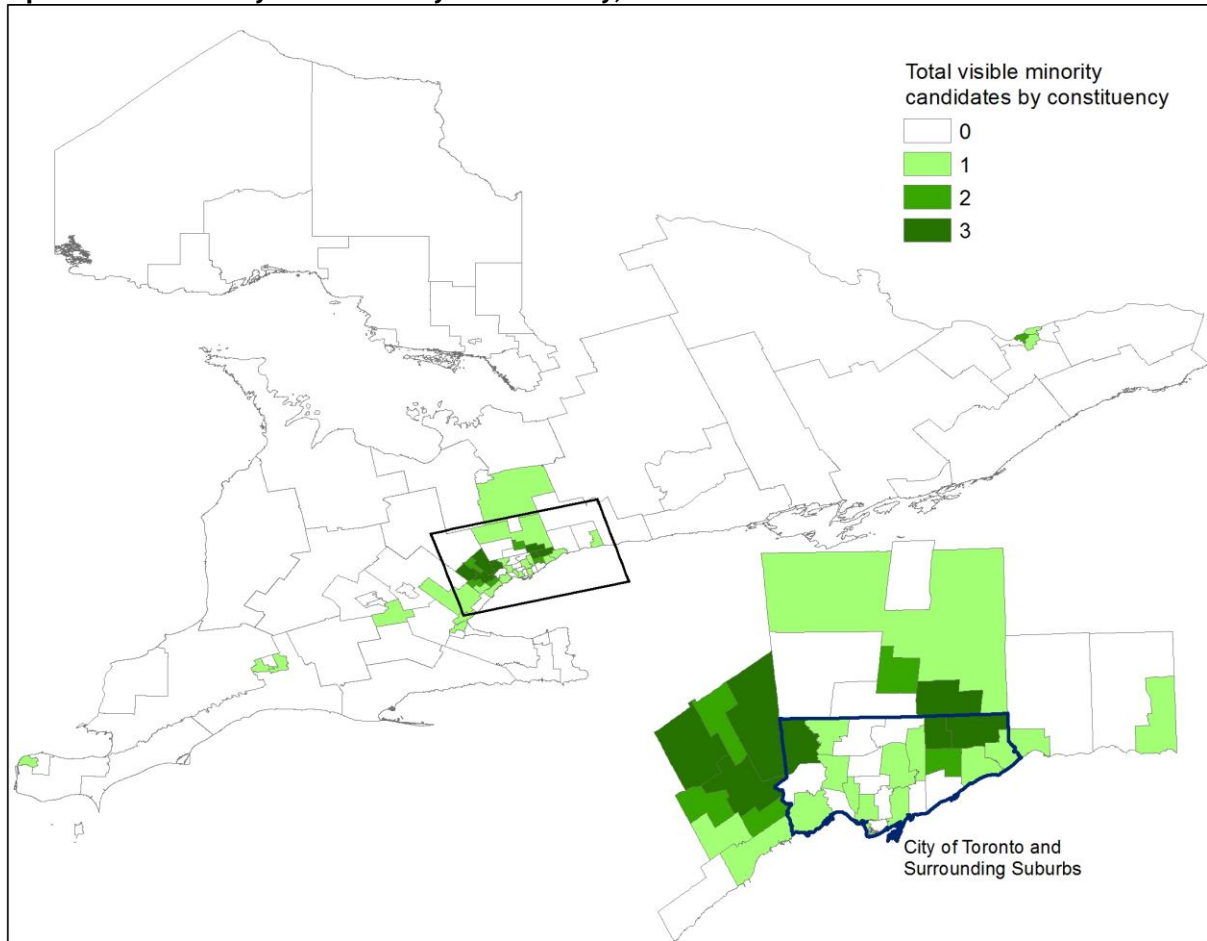 Total visible minority
candidates by constituency
0
1
2
3
City of Toronto and
Surrounding Suburbs